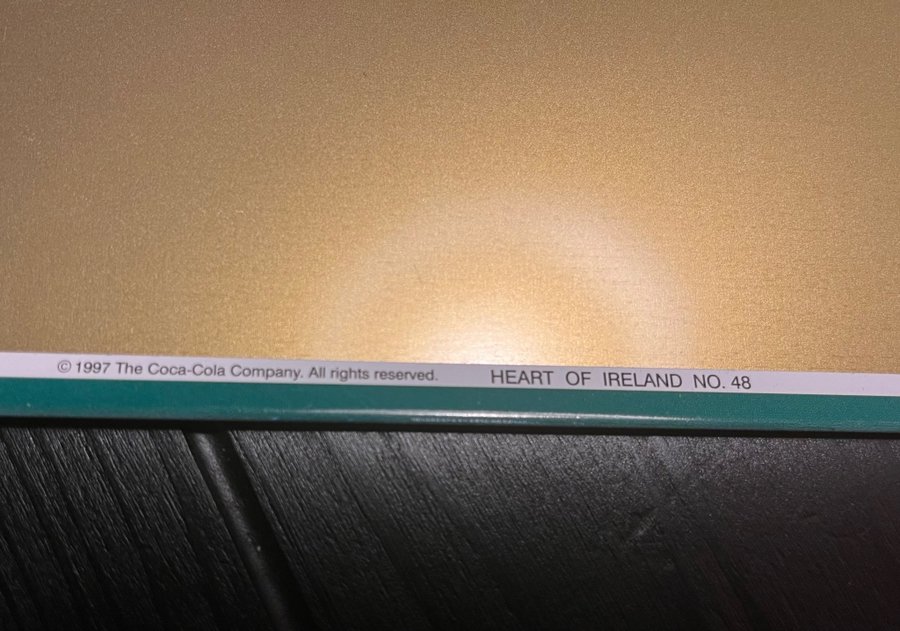 © 1997 The Coca-Cola Company. All rights reserved. HEART OF IRELAND NO. 48